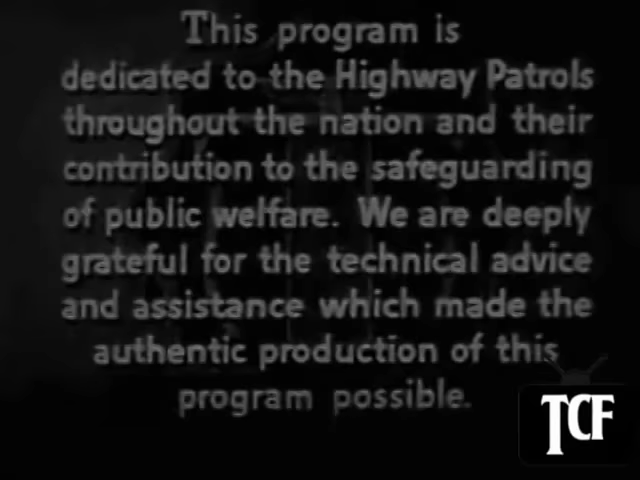 This program is
dedicated to the Highway Patrols
throughout the nation and their
contribution to the safeguarding
of public welfare. We are deeply
grateful for the technical advice
and assistance which made the
authentic production of this
program possible.
TCF